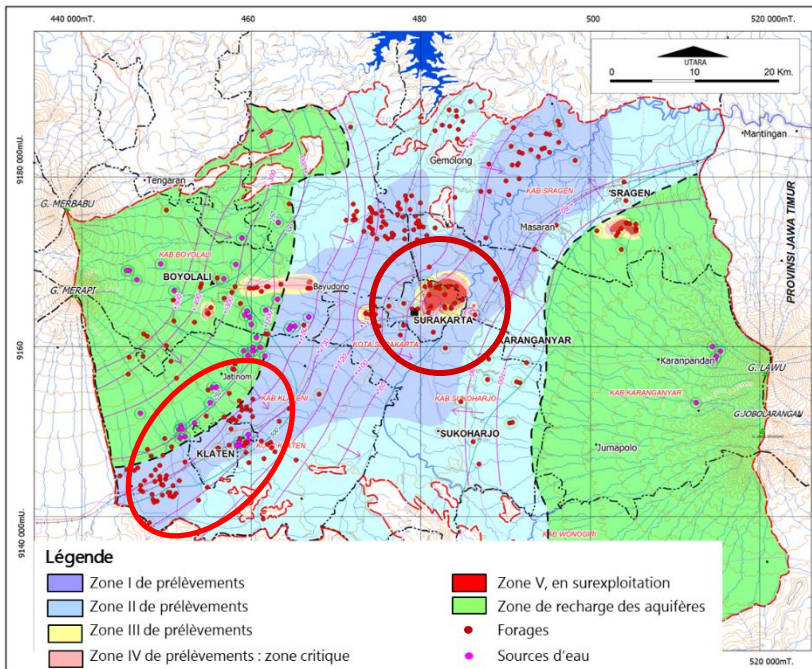 440 000mT.
460
480
500
520 000mT.
UTARA
0 10 20 Km.
9180 000mU.
9160
9140 000mU.
Mantingan
Gemolong
Tengaran
KAB.SRAGEN
SRAGEN
G. MERBABU
Masaran
PROVINSI JAWA TIMUR
KAB.BOYOLALI
BOYOLALI
G. MERAPI
Bayudono
SURAKARTA
KOTA SURAKARTA
KARANGANYAR
Karanpandan
G. LAWU
Jatinom
KAB.KLATEN
KAB.SUKOHARJO
KAB.KARANGANYAR
G.JOBOLARANGAN
KLATEN
SUKOHARJO
Jumapolo
KAB.WONOGIRI
Légende
Zone I de prélèvements
Zone II de prélèvements
Zone III de prélèvements
Zone IV de prélèvements : zone critique
Zone V, en surexploitation
Zone de recharge des aquifères
Forages
Sources d'eau
520 000mT.